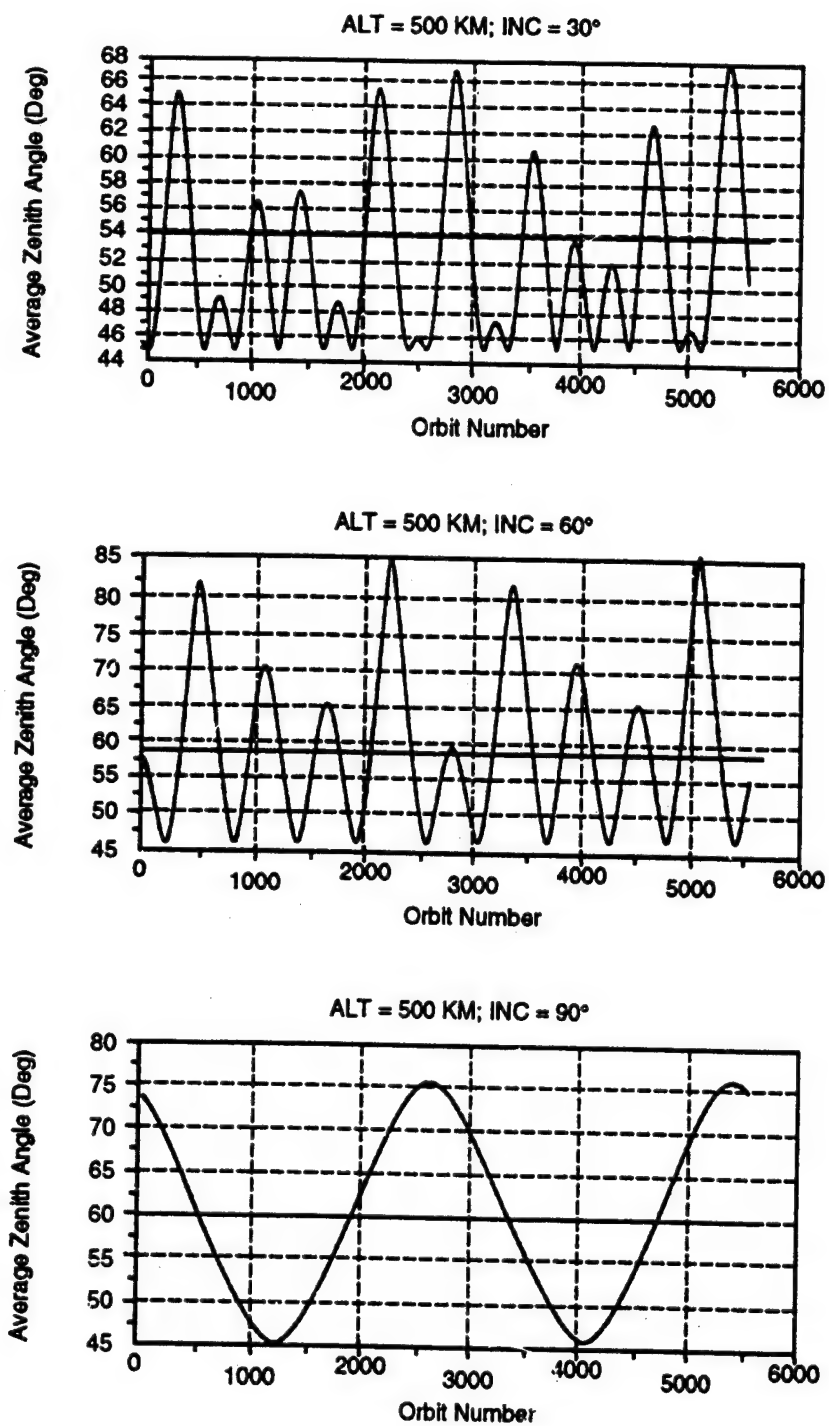 ALT = 500 KM; INC = 30°
Average Zenith Angle (Deg)
68
66
64
62
60
58
56
54
52
50
48
46
44
0 1000 2000 3000 4000 5000 6000
Orbit Number
ALT = 500 KM; INC = 60°
Average Zenith Angle (Deg)
85
80
75
70
65
60
55
50
45
0 1000 2000 3000 4000 5000 6000
Orbit Number
ALT = 500 KM; INC = 90°
Average Zenith Angle (Deg)
80
75
70
65
60
55
50
45
0 1000 2000 3000 4000 5000 6000
Orbit Number